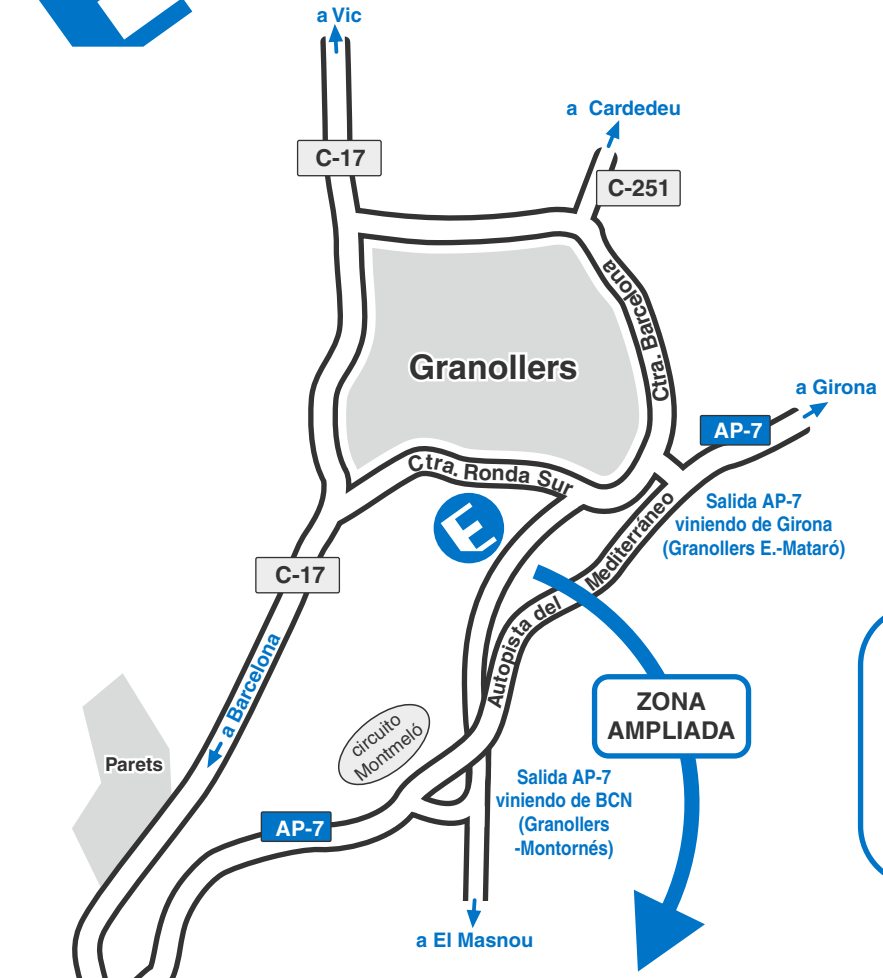 a Vic
a Cardedeu
C-17
C-251
Ctra. Barcelona
Granollers
a Girona
AP-7
Ctra. Ronda Sur
Salida AP-7
viniendo de Girona
(Granollers E.-Mataró)
E
C-17
Autopista del Mediterráneo
a Barcelona
ZONA
AMPLIADA
circuito
Montmeló
Parets
Salida AP-7
viniendo de BCN
(Granollers
-Montornés)
AP-7
a El Masnou